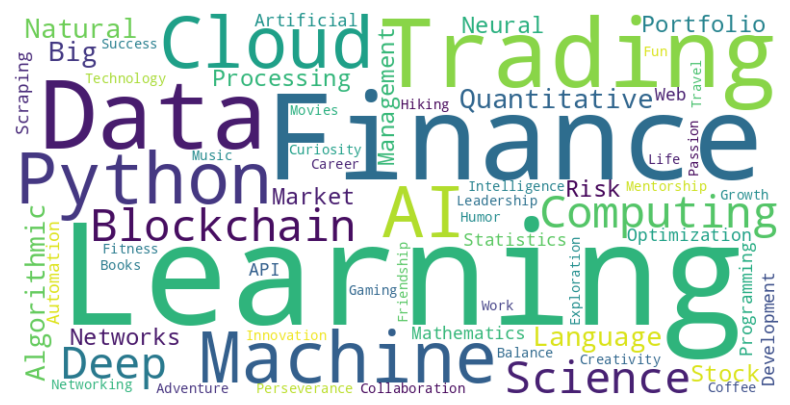 Natural
Artificial
Neural
Portfolio
Cloud
Trading
Big
Success
Fun
Technology
Processing
Management
Scraping
Data
Finance
Movies
Hiking
Quantitative
Web
Travel
Curiosity
Music
Career
Life
Passion
Python
Market
AI
Intelligence
Risk
Mentorship
Growth
Leadership
Humor
Computing
Blockchain
Statistics
Optimization
Algorithmic
Automation
Fitness
Books
Learning
API
Friendship
Exploration
Programming
Development
Gaming
Work
Networks
Innovation
Mathematics
Language
Deep
Machine
Balance
Creativity
Science
Stock
Networking
Adventure
Perseverance
Collaboration
Coffee